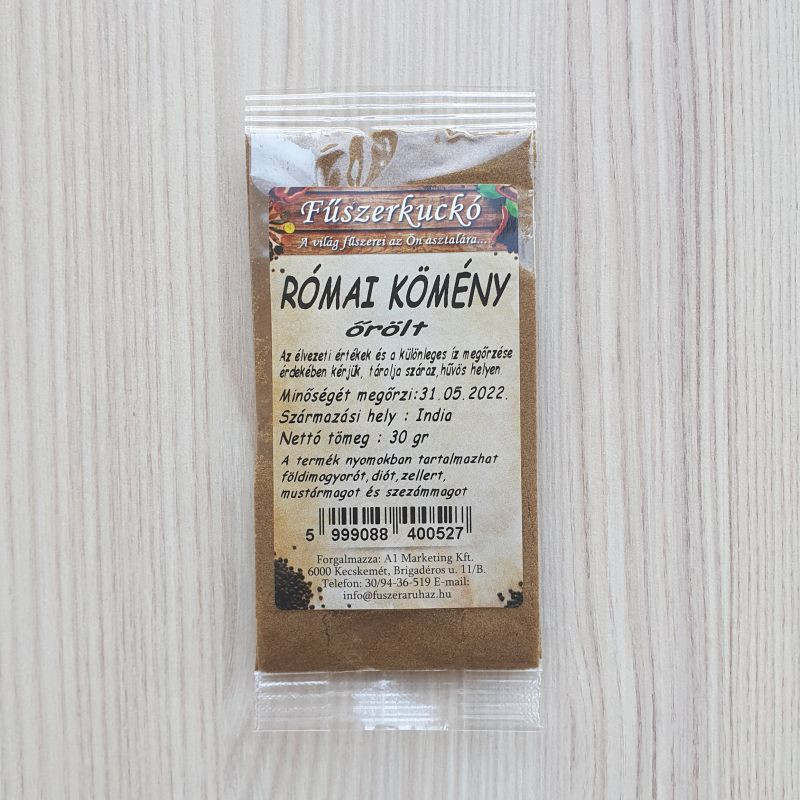 Fűszerkuckó
A világ fűszerei az Ön asztalára...
RÓMAI KÖMÉNY
őrölt
Az élvezeti értékek és a különleges íz megőrzése
érdekében kérjük, tárolja száraz,hűvös helyen
Minőségét megőrzi:31.05.2022.
Származási hely : India
Nettó tömeg : 30 gr
A termék nyomokban tartalmazhat
földimogyorót,diót,zellert,
mustármagot és szezámmagot
5 999088 400527
Forgalmazza: A1 Marketing Kft.
6000 Kecskemét, Brigadéros u. 11/B.
Telefon: 30/94-36-519 E-mail:
info@fuszeraruhaz.hu